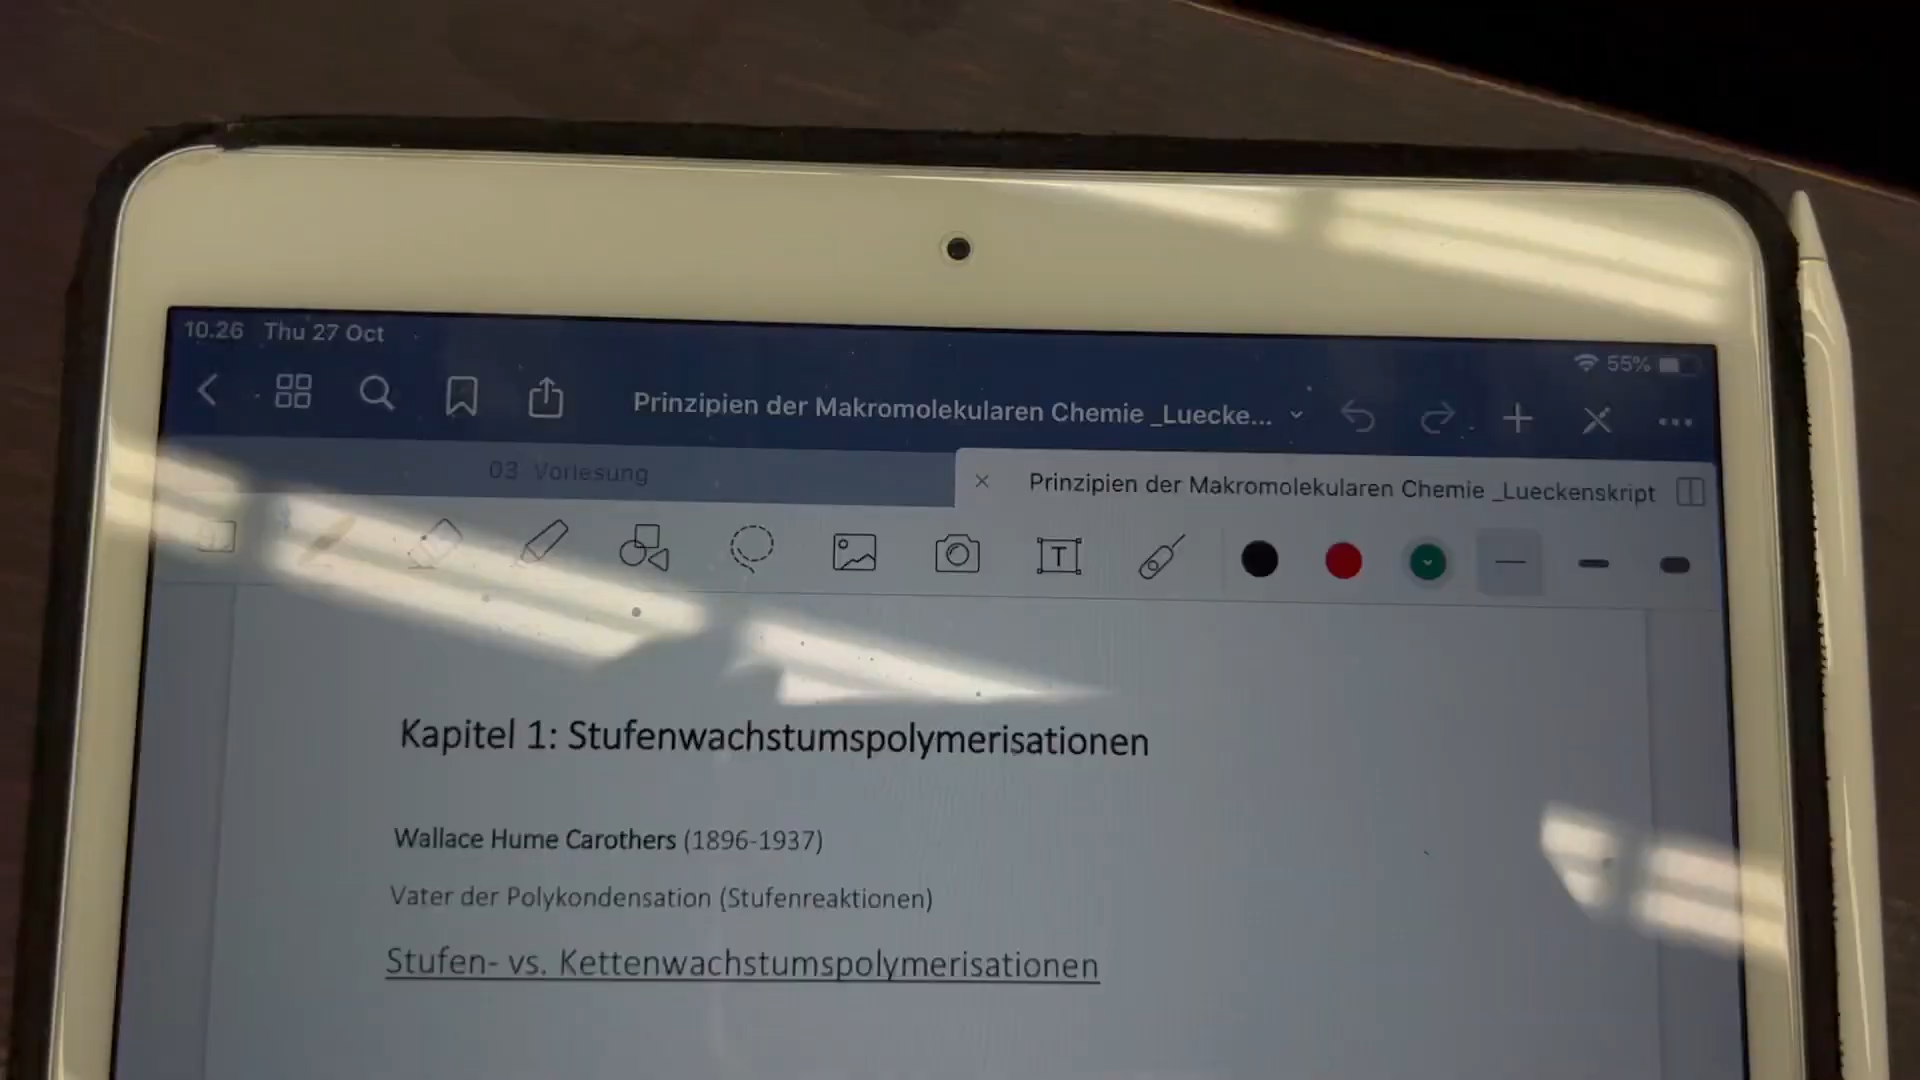 10.26 Thu 27 Oct
55%
Prinzipien der Makromolekularen Chemie _Luecke...
03 Vorlesung
Prinzipien der Makromolekularen Chemie _Lueckenskript
T
Kapitel 1: Stufenwachstumspolymerisationen
Wallace Hume Carothers (1896-1937)
Vater der Polykondensation (Stufenreaktionen)
Stufen- vs. Kettenwachstumspolymerisationen